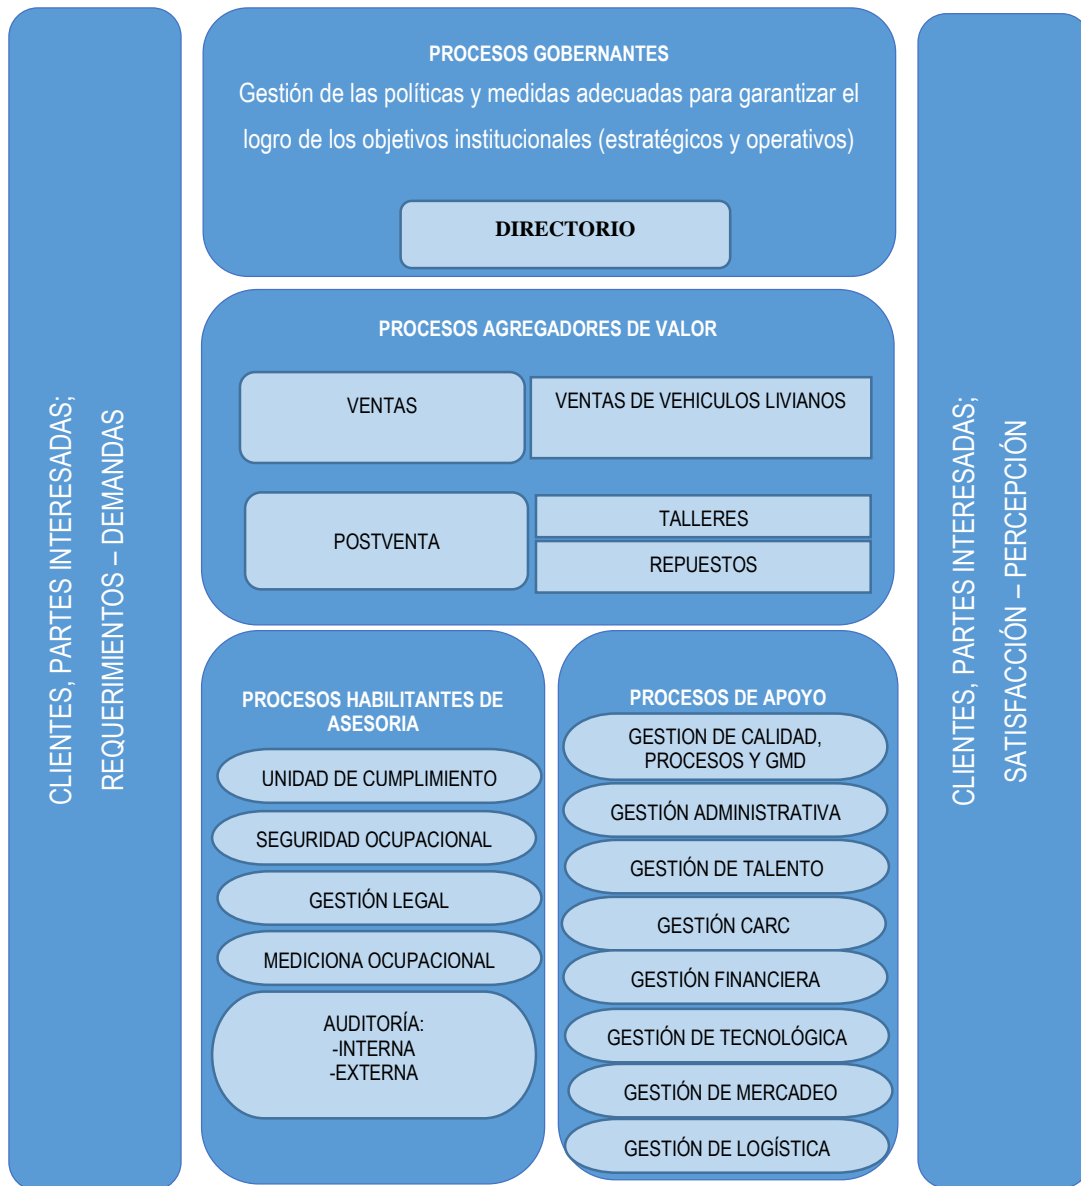 CLIENTES, PARTES INTERESADAS;
REQUERIMIENTOS – DEMANDAS
PROCESOS GOBERNANTES
Gestión de las políticas y medidas adecuadas para garantizar el
logro de los objetivos institucionales (estratégicos y operativos)
DIRECTORIO
PROCESOS AGREGADORES DE VALOR
VENTAS
VENTAS DE VEHICULOS LIVIANOS
POSTVENTA
TALLERES
REPUESTOS
PROCESOS HABILITANTES DE
ASESORIA
UNIDAD DE CUMPLIMIENTO
SEGURIDAD OCUPACIONAL
GESTIÓN LEGAL
MEDICIONA OCUPACIONAL
AUDITORÍA:
-INTERNA
-EXTERNA
PROCESOS DE APOYO
GESTION DE CALIDAD,
PROCESOS Y GMD
GESTIÓN ADMINISTRATIVA
GESTIÓN DE TALENTO
GESTIÓN CARC
GESTIÓN FINANCIERA
GESTIÓN DE TECNOLÓGICA
GESTIÓN DE MERCADEO
GESTIÓN DE LOGÍSTICA
CLIENTES, PARTES INTERESADAS;
SATISFACCIÓN – PERCEPCIÓN